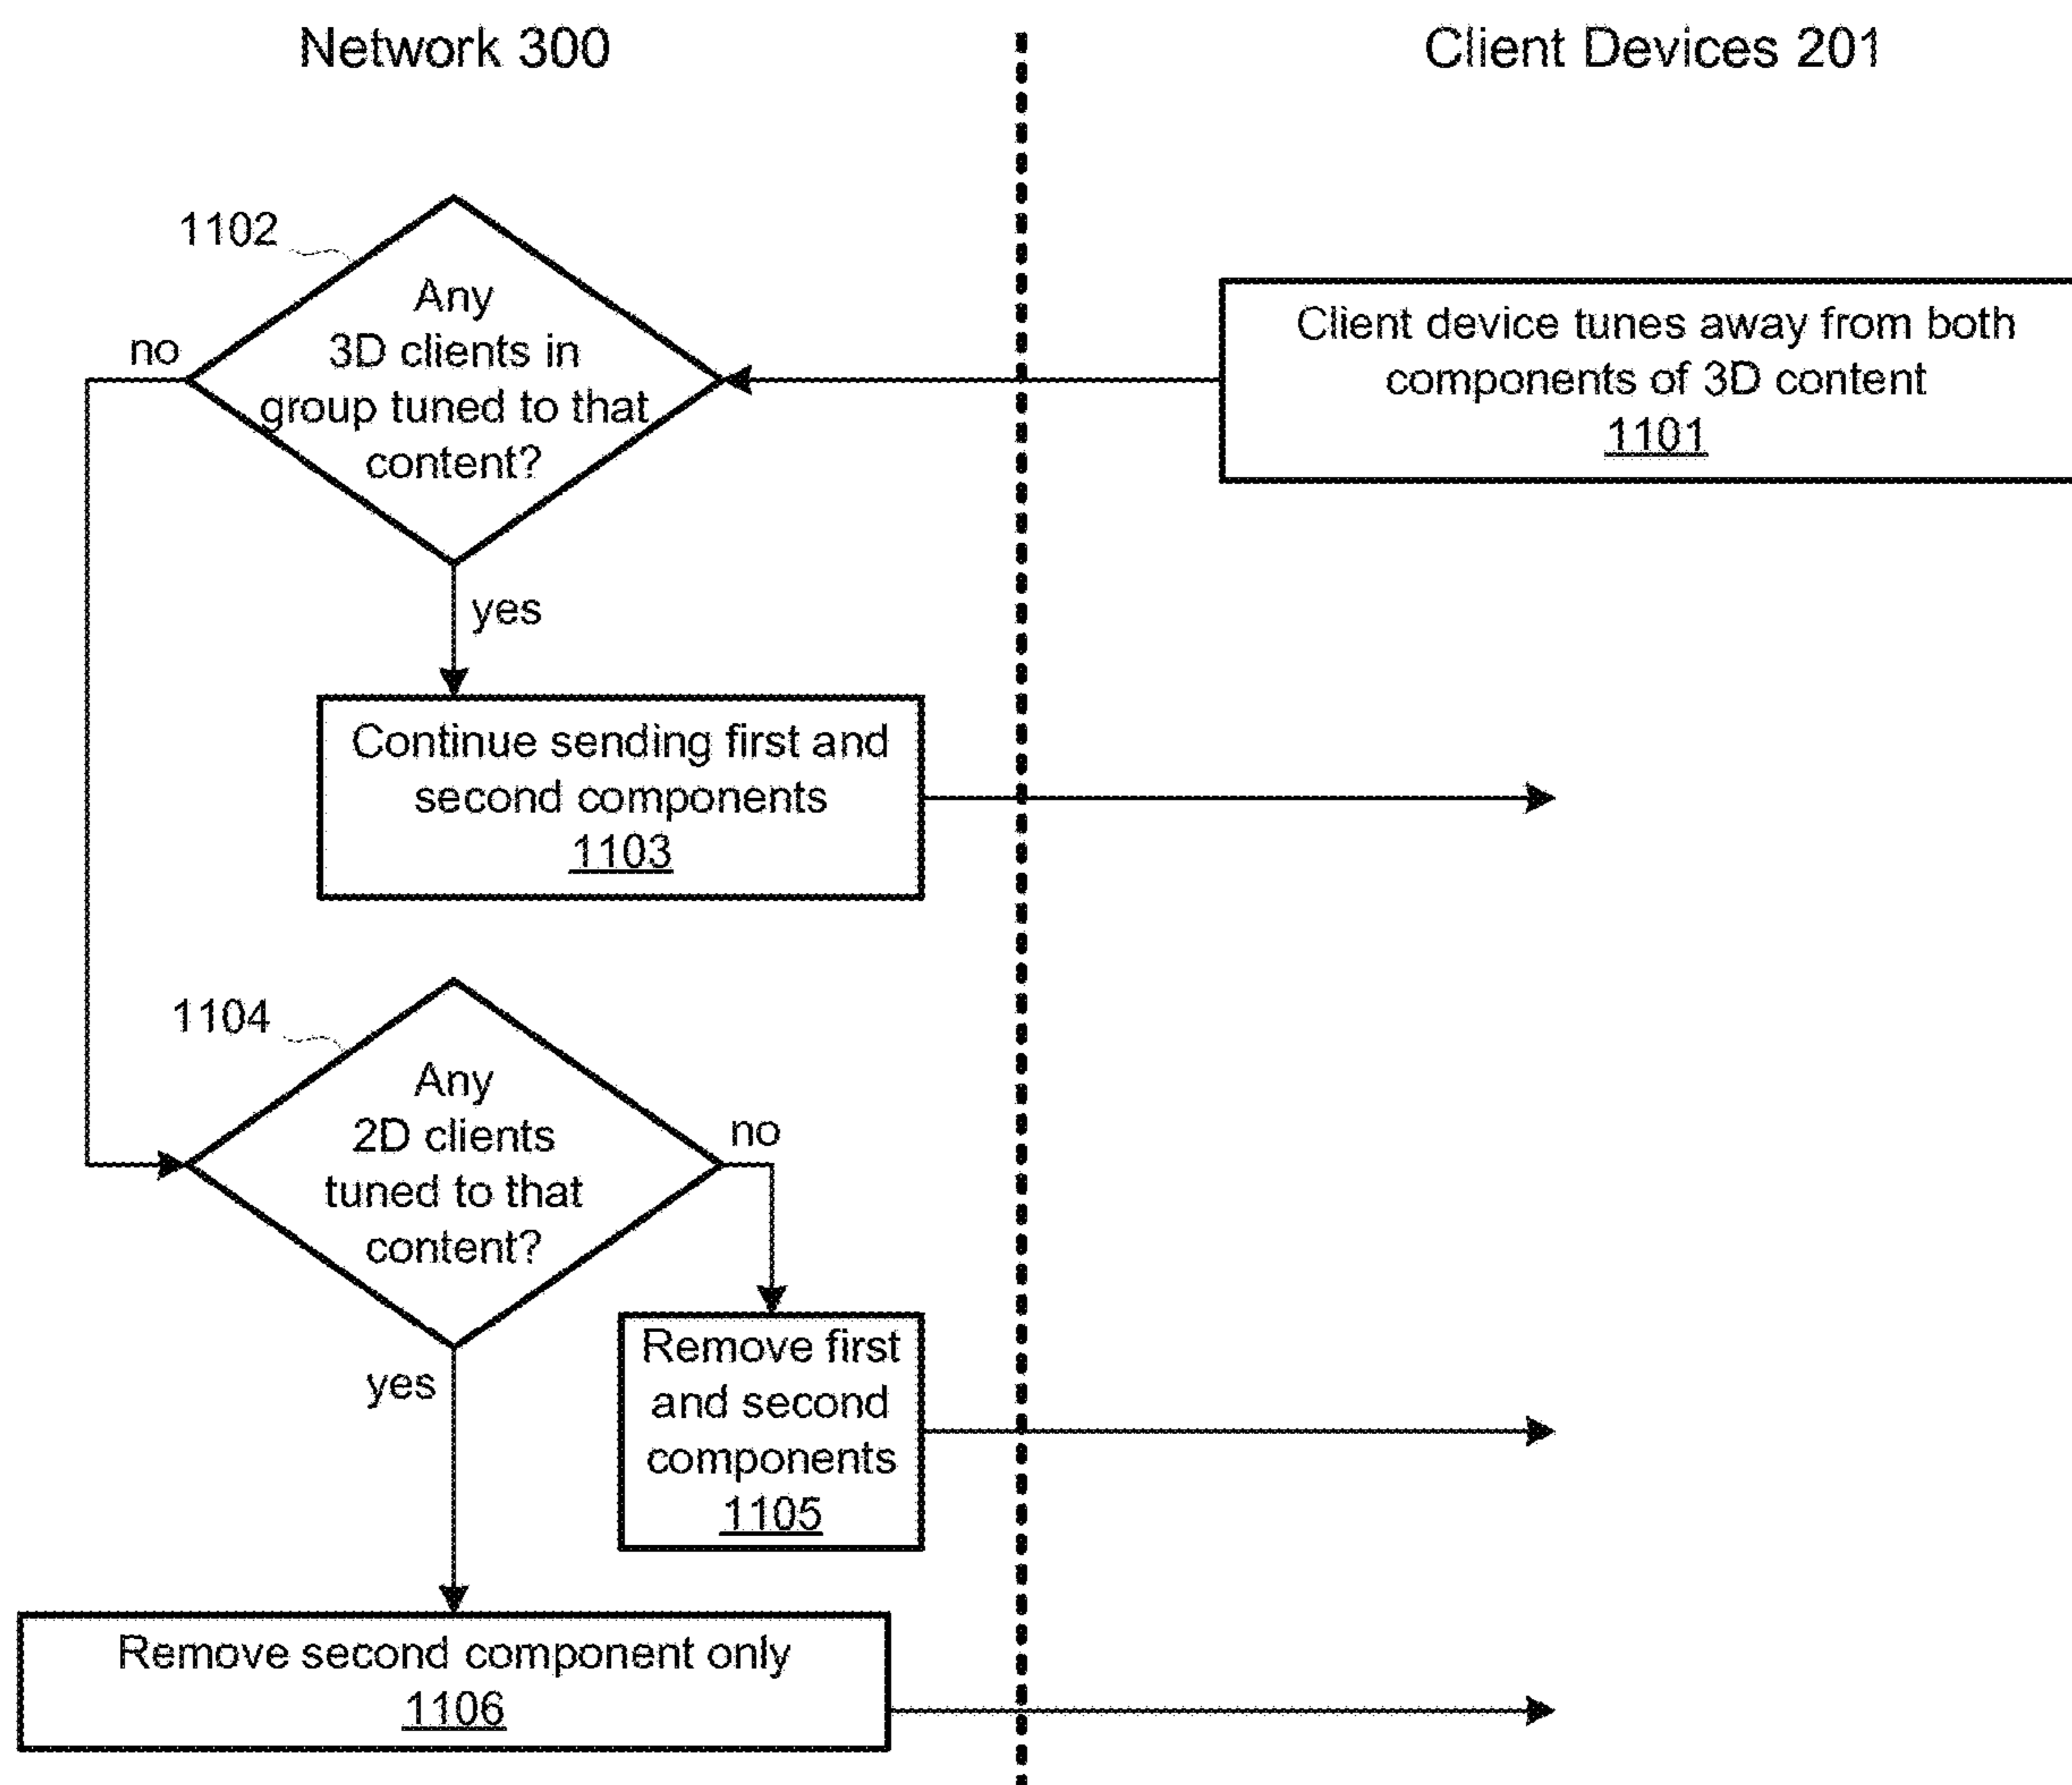 Network 300
Client Devices 201
1102
Any
3D clients in
group tuned to that
content?
no
yes
Client device tunes away from both
components of 3D content
1101
Continue sending first and
second components
1103
1104
Any
2D clients
tuned to that
content?
no
yes
Remove first
and second
components
1105
Remove second component only
1106